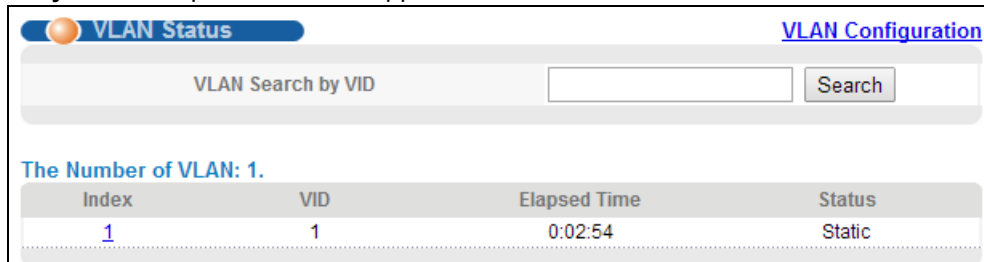 VLAN Status
VLAN Configuration
VLAN Search by VID
Search
The Number of VLAN: 1.
Index VID Elapsed Time Status
1 1 0:02:54 Static